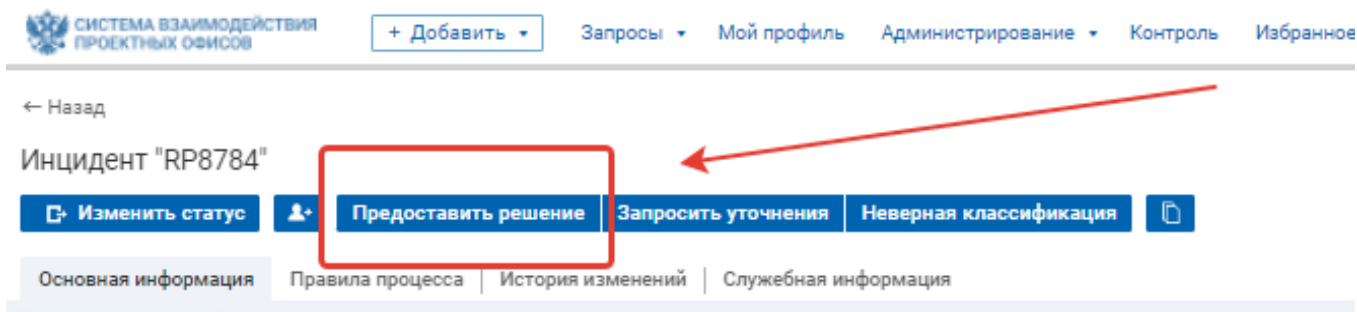 СИСТЕМА ВЗАИМОДЕЙСТВИЯ
ПРОЕКТНЫХ ОФИСОВ
+ Добавить
Запросы
Мой профиль
Администрирование
Контроль
Избранное
← Назад
Инцидент "RP8784"
Изменить статус
Предоставить решение
Запросить уточнения
Неверная классификация
Основная информация
Правила процесса
История изменений
Служебная информация